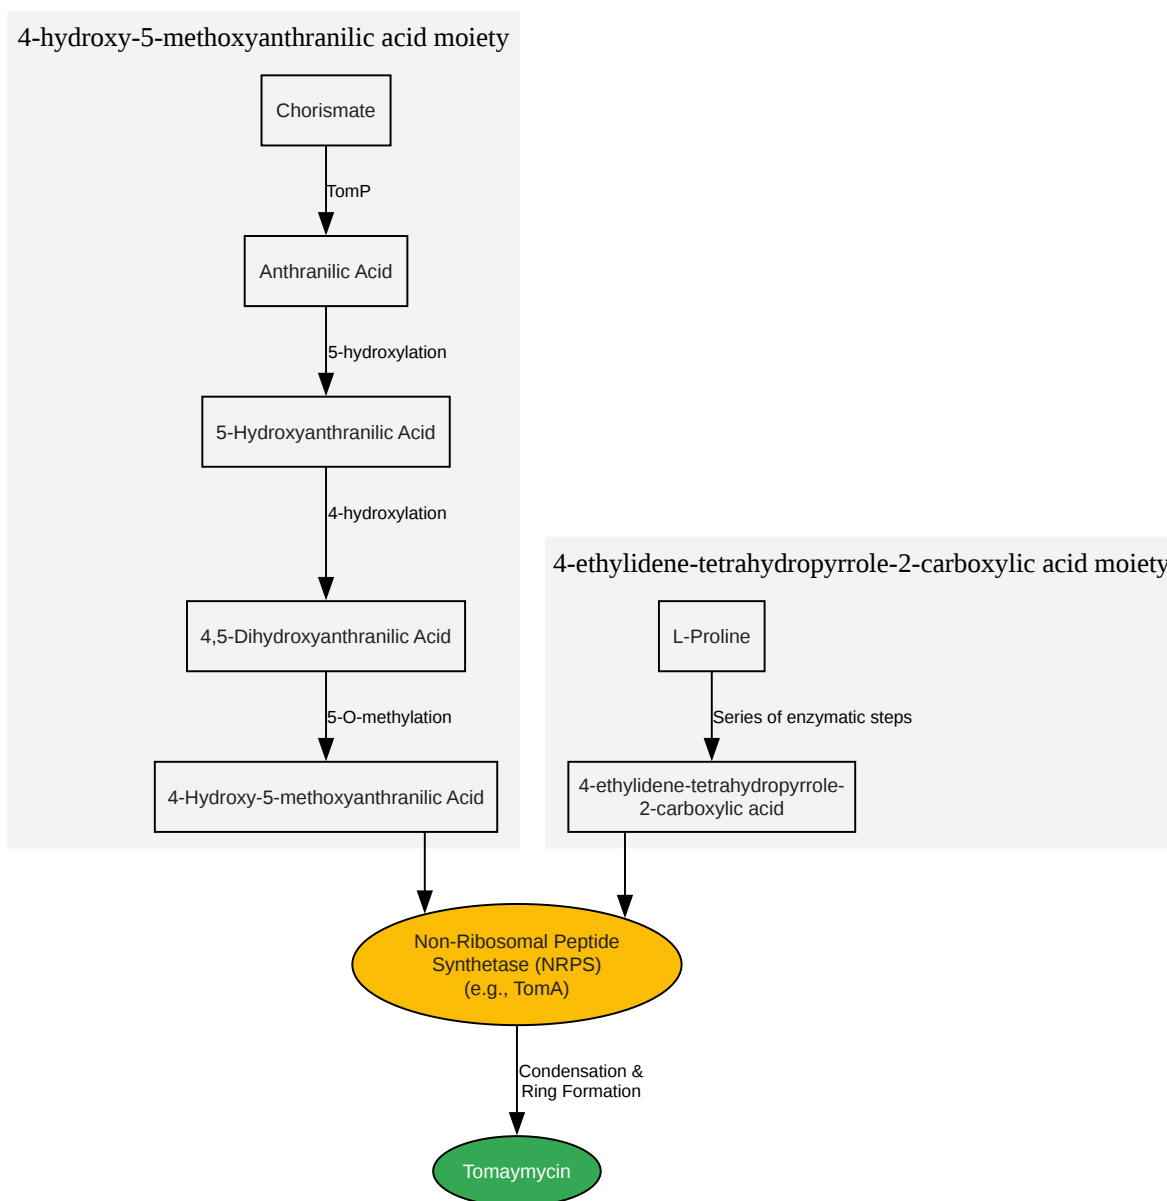 4-hydroxy-5-methoxyanthranilic acid moiety
Chorismate
TomP
Anthranilic Acid
5-hydroxylation
5-Hydroxyanthranilic Acid
4-hydroxylation
4,5-Dihydroxyanthranilic Acid
5-O-methylation
4-Hydroxy-5-methoxyanthranilic Acid
4-ethylidene-tetrahydropyrrole-2-carboxylic acid moiety
L-Proline
Series of enzymatic steps
4-ethylidene-tetrahydropyrrole-
2-carboxylic acid
Non-Ribosomal Peptide
Synthetase (NRPS)
(e.g., TomA)
Condensation &
Ring Formation
Tomaymycin